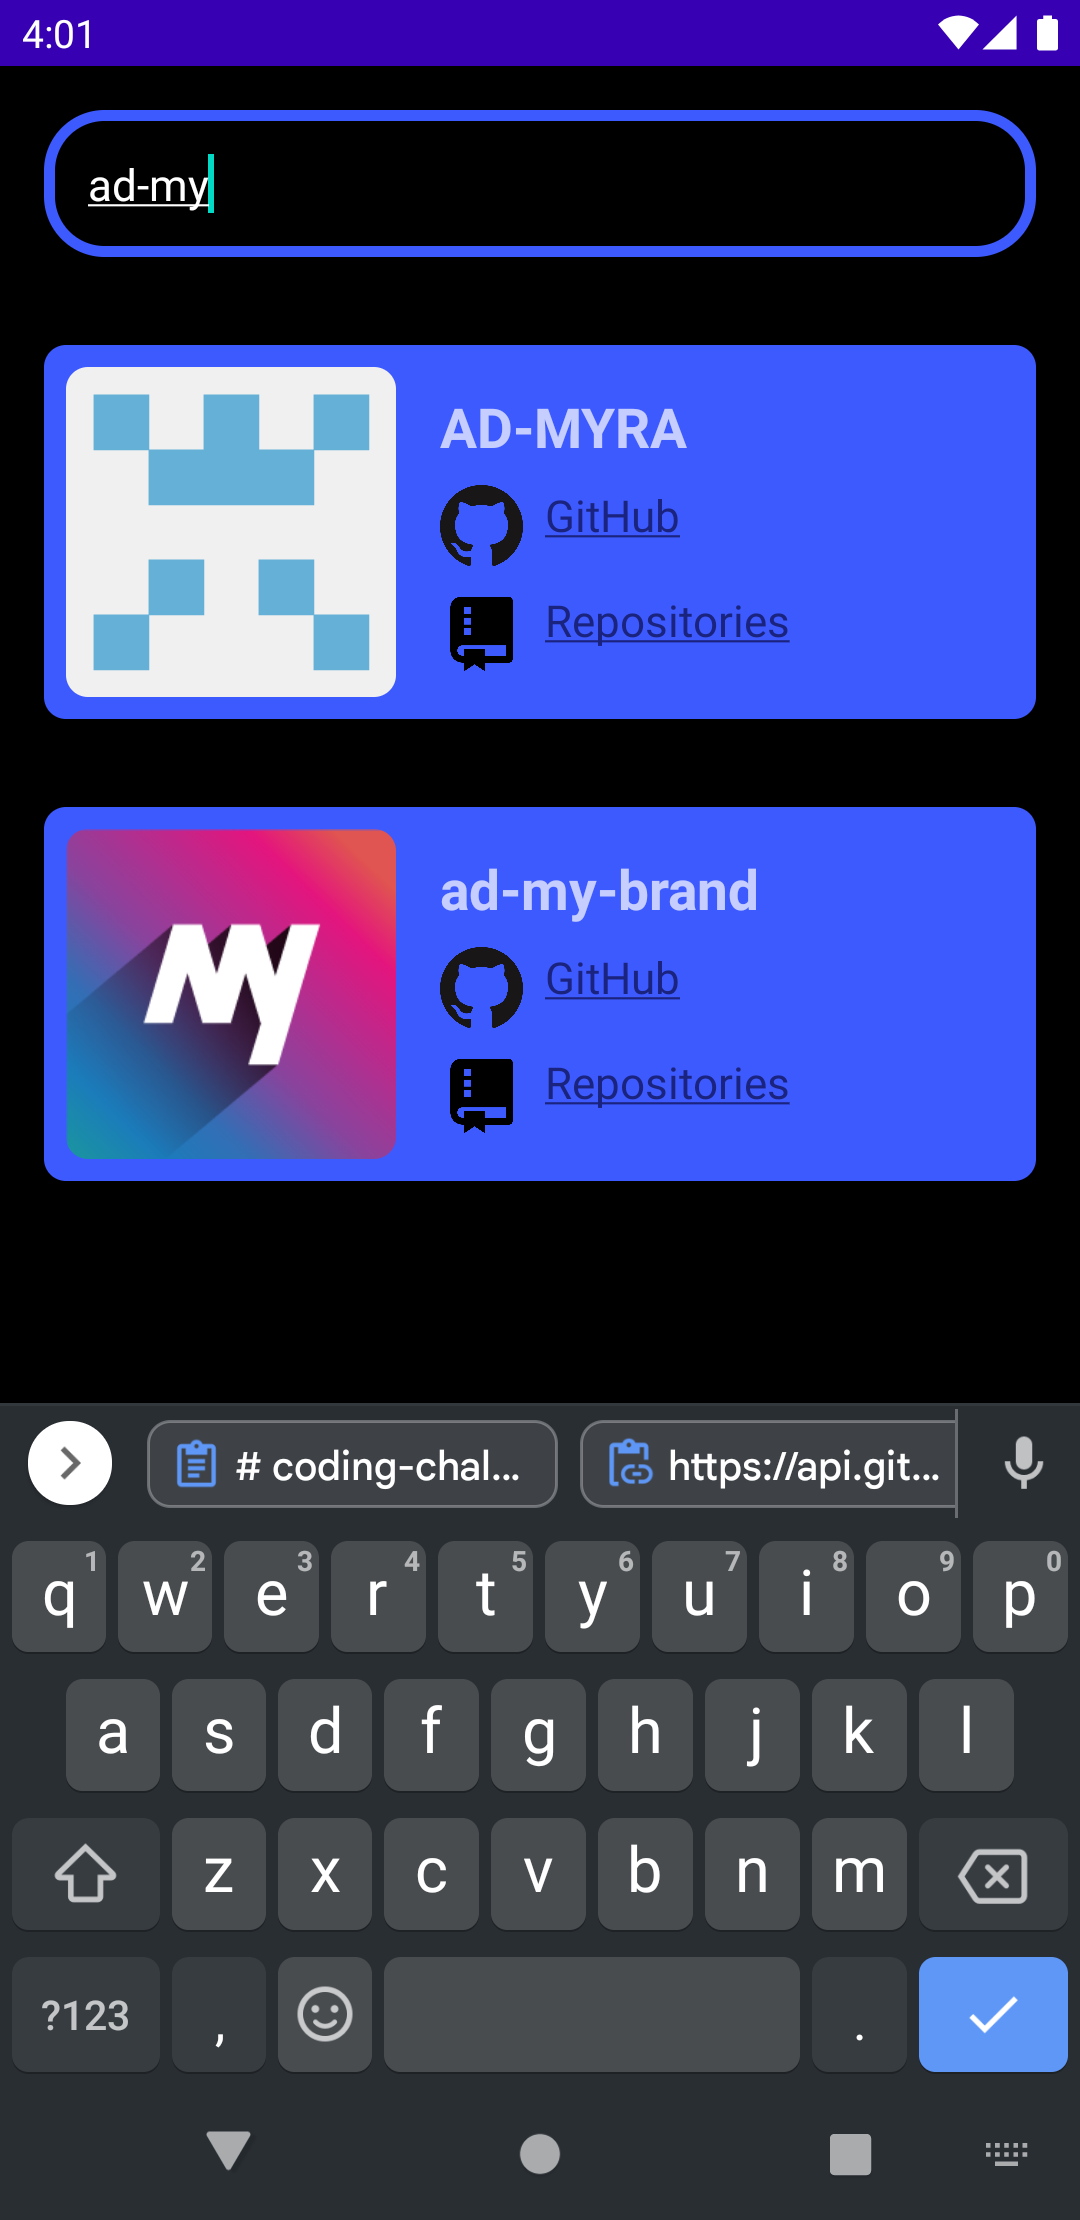 4:01
ad-my
AD-MYRA
GitHub
Repositories
my
ad-my-brand
GitHub
Repositories
# coding-chal...
https://api.git...
q 1 w 2 e 3 r 4 t 5 y 6 u 7 i 8 o 9 p 0
a s d f g h j k l
z x c v b n m
?123 , .